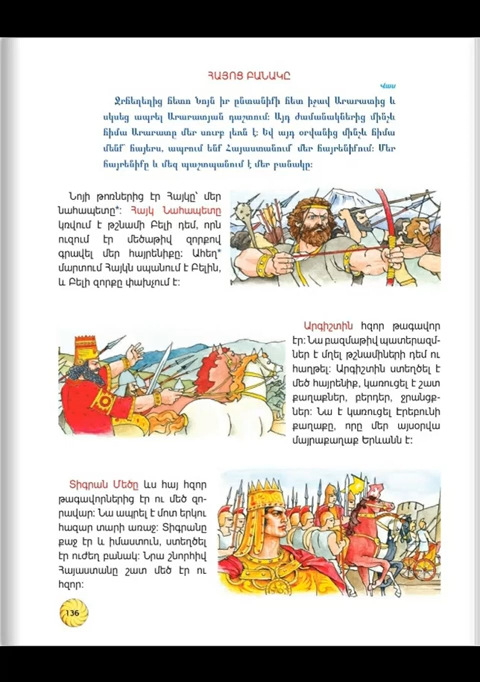 ՀԱՅՈՑ ԲԱՆԱԿԸ
Ջրհեղեղից հետո Նոյն իր ընտանիքի հետ իջավ Արարատից և
սկսեց ապրել Արարատյան դաշտում։ Այդ ժամանակներից մինչև
հիմա Արարատը մեր սուրբ լեռն է։ Եվ այդ օրվանից մինչև հիմա
մենք՝ հայերս, ապրում ենք Հայաստանում՝ մեր հայրենիքում։ Մեր
հայրենիքը և մեզ պաշտպանում է մեր բանակը։
Նոյի թոռներից էր Հայկը՝ մեր
նահապետը*։ Հայկ Նահապետը
կռվում է թշնամի Բելի դեմ, որն
ուզում էր մեծաթիվ զորքով
գրավել մեր հայրենիքը։ Ահեղ*
մարտում Հայկն սպանում է Բելին,
և Բելի զորքը փախչում է։
Արգիշտին հզոր թագավոր
էր։ Նա բազմաթիվ պատերազմ-
ներ է մղել թշնամիների դեմ ու
հաղթել։ Արգիշտին ստեղծել է
մեծ հայրենիք, կառուցել է շատ
քաղաքներ, բերդեր, ջրանցք-
ներ։ Նա է կառուցել Էրեբունի
քաղաքը, որը մեր այսօրվա
մայրաքաղաք Երևանն է։
Տիգրան Մեծը ևս հայ հզոր
թագավորներից էր ու մեծ զո-
րավար։ Նա ապրել է մոտ երկու
հազար տարի առաջ։ Տիգրանը
քաջ էր և իմաստուն, ստեղծել
էր ուժեղ բանակ։ Նրա շնորհիվ
Հայաստանը շատ մեծ էր ու
հզոր։
136